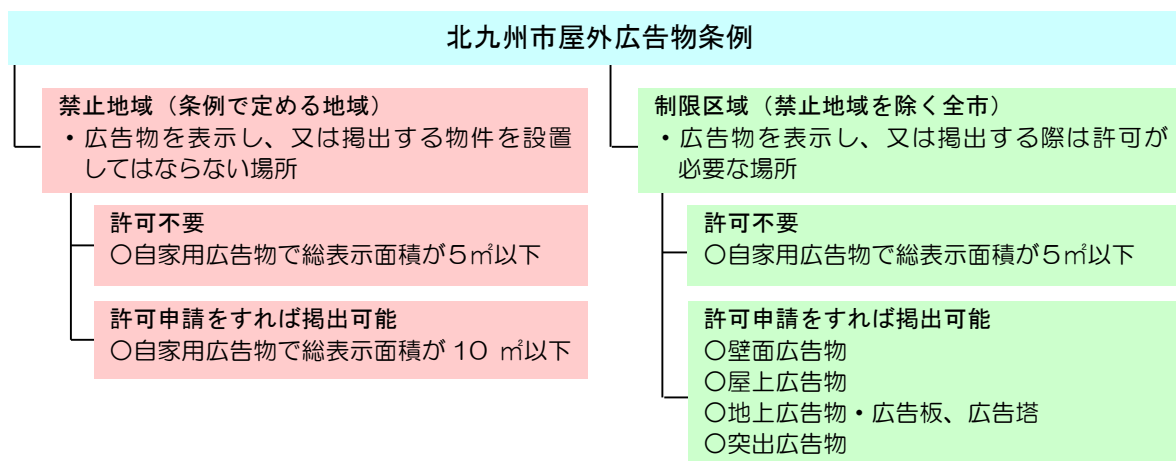 北九州市屋外広告物条例
禁止地域（条例で定める地域）
・広告物を表示し、又は掲出する物件を設置
してはならない場所
許可不要
○自家用広告物で総表示面積が５㎡以下
許可申請をすれば掲出可能
○自家用広告物で総表示面積が 10 ㎡以下
制限区域（禁止地域を除く全市）
・広告物を表示し、又は掲出する際は許可が
必要な場所
許可不要
○自家用広告物で総表示面積が５㎡以下
許可申請をすれば掲出可能
○壁面広告物
○屋上広告物
○地上広告物・広告板、広告塔
○突出広告物